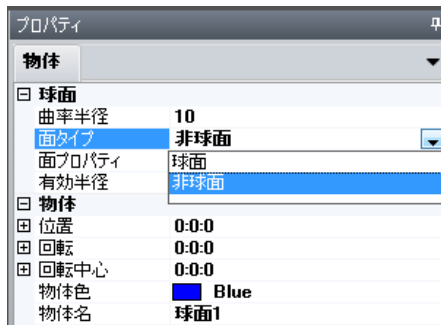 プロパティ
物体
球面
曲率半径 10
面タイプ 非球面
面プロパティ 球面
有効半径 非球面
物体
位置 0:0:0
回転 0:0:0
回転中心 0:0:0
物体色 Blue
物体名 球面1